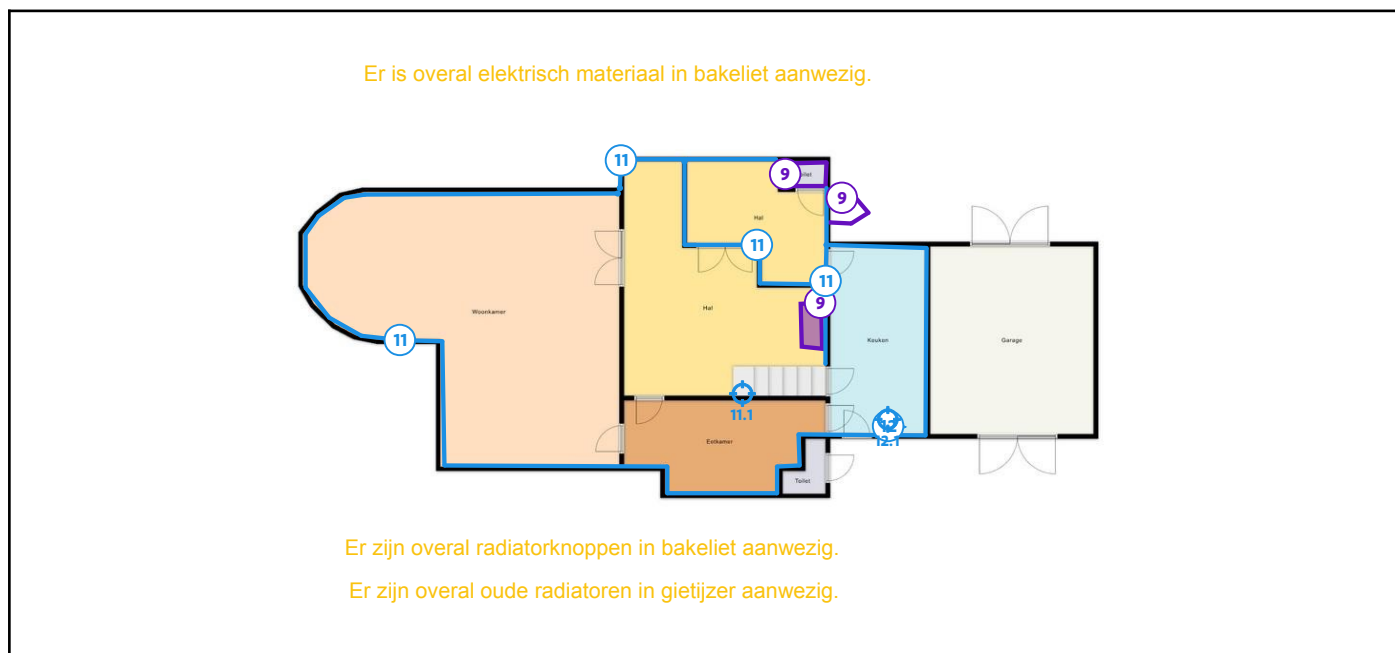 Er is overal elektrisch materiaal in bakeliet aanwezig.
11
9
9
Hal
11
11
9
Woonkamer
Hal
Keuken
Garage
11
11.1
Eetkamer
12
12.1
Toilet
Er zijn overal radiatorknoppen in bakeliet aanwezig.
Er zijn overal oude radiatoren in gietijzer aanwezig.